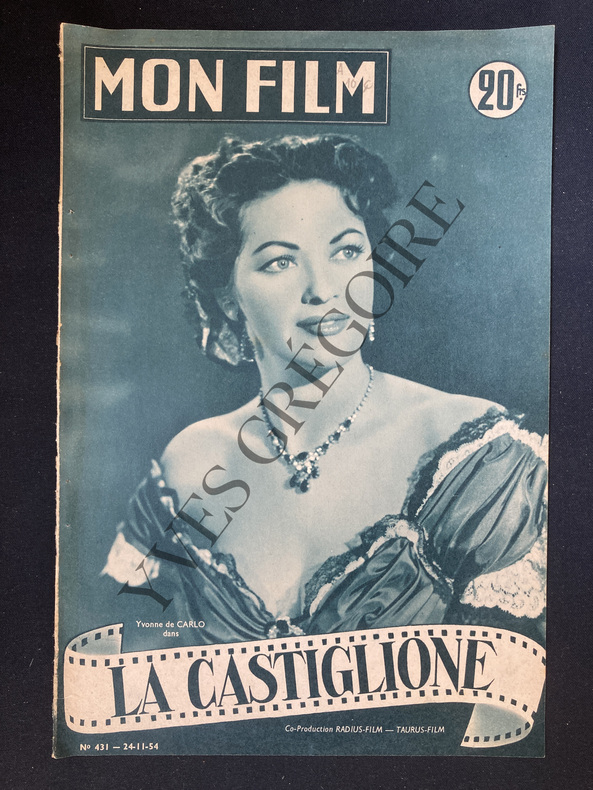 MON FILM
20 frs.
YVES GRÉGOIRE
Yvonne de CARLO
dans
LA CASTIGLIONE
Co-Production RADIUS-FILM — TAURUS-FILM
Nº 431 — 24-11-54